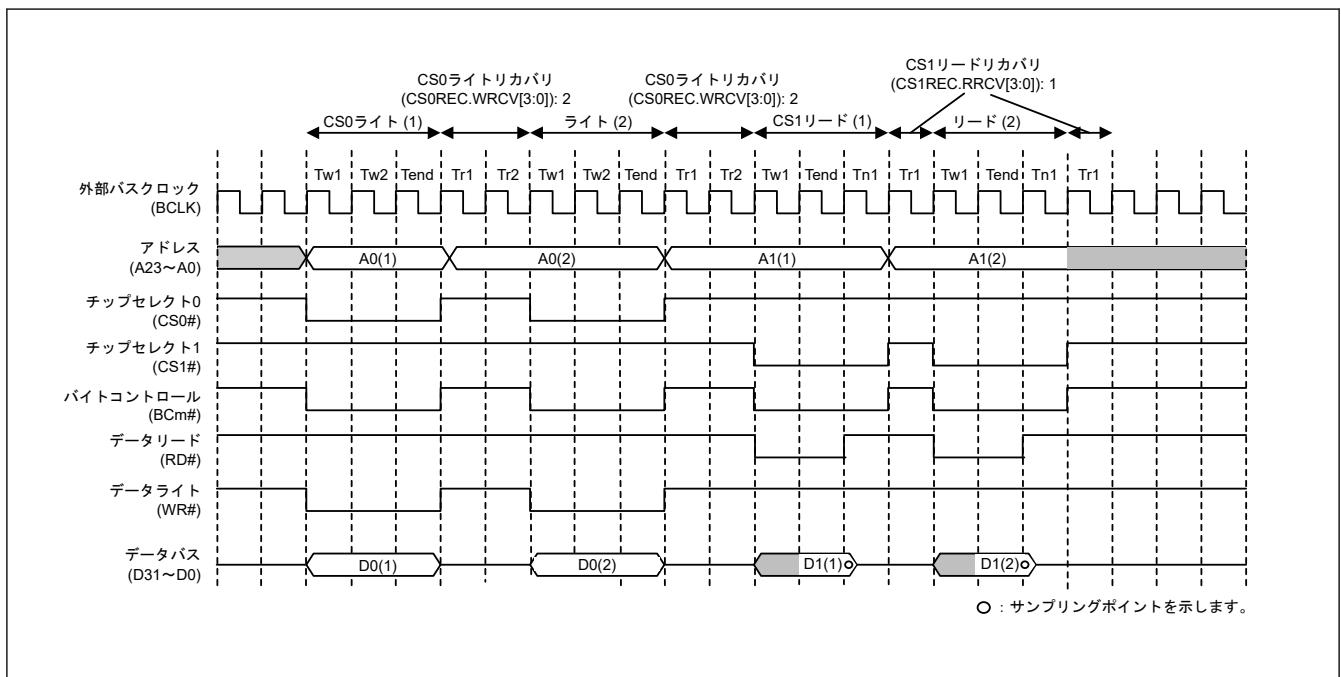 CS0ライトリカバリ
(CS0REC.WRCV[3:0]): 2
CS0ライトリカバリ
(CS0REC.WRCV[3:0]): 2
CS1リードリカバリ
(CS1REC.RRCV[3:0]): 1
CS0ライト (1)
ライト (2)
CS1リード (1)
リード (2)
Tw1 Tw2 Tend Tr1 Tr2 Tw1 Tw2 Tend Tr1 Tr2 Tw1 Tend Tn1 Tr1 Tw1 Tend Tn1 Tr1
外部バスクロック
(BCLK)
アドレス
(A23～A0)
A0(1) A0(2) A1(1) A1(2)
チップセレクト0
(CS0#)
チップセレクト1
(CS1#)
バイトコントロール
(BCm#)
データリード
(RD#)
データライト
(WR#)
データバス
(D31～D0)
D0(1) D0(2) D1(1) D1(2)
：サンプリングポイントを示します。